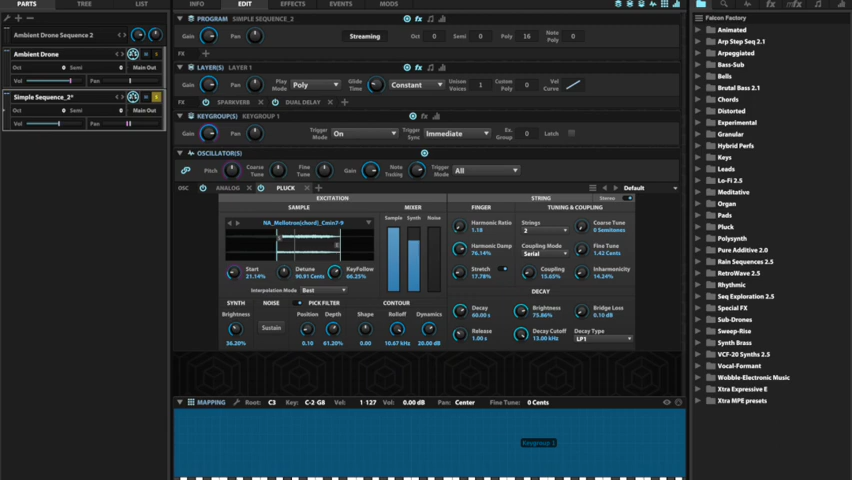 PARTS TREE LIST INFO EDIT EFFECTS EVENTS MODS
Ambient Drone Sequence 2
Ambient Drone M S
Oct 0 Semi 0 Main Out
Vol Pan
Simple Sequence_2* M S
Oct 0 Semi 0 Main Out
Vol Pan
PROGRAM SIMPLE SEQUENCE_2 fx
Gain Pan Streaming Oct 0 Semi 0 Poly 16 Note Poly 0
FX +
LAYER(S) LAYER 1 fx
Gain Pan Play Mode Poly Glide Time Constant Unison Voices 1 Custom Poly 0 Vel Curve
FX SPARKVERB × DUAL DELAY × +
KEYGROUP(S) KEYGROUP 1 fx
Gain Pan Trigger Mode On Trigger Sync Immediate Ex. Group 0 Latch
OSCILLATOR(S)
Pitch Coarse Tune Fine Tune Gain Note Tracking Trigger Mode All
OSC ANALOG × PLUCK × + Default
EXCITATION STRING Stereo
SAMPLE MIXER FINGER TUNING & COUPLING
NA_Mellotron[chord]_Cmin7-9 Sample Synth Noise
Harmonic Ratio 1.18 Strings 2 Coarse Tune 0 Semitones
Harmonic Damp 76.14% Coupling Mode Serial Fine Tune 1.42 Cents
Start 21.14% Detune 90.91 Cents KeyFollow 66.25%
Stretch 17.78% Coupling 15.65% Inharmonicity 14.24%
Interpolation Mode Best
DECAY
SYNTH NOISE PICK FILTER CONTOUR
Brightness 56.20% Sustain Position 0.10 Depth 61.20% Shape 0.00 Rolloff 10.67 kHz Dynamics 20.00 dB
Decay 60.00 s Brightness 75.86% Bridge Loss 0.10 dB
Release 1.00 s Decay Cutoff 13.00 kHz Decay Type LP1
MAPPING Root: C3 Key: C-2 G8 Vel: 1 127 Vol: 0.00 dB Pan: Center Fine Tune: 0 Cents
Keygroup 1
fx
Falcon Factory
Animated
Arp Step Seq 2.1
Arpeggiated
Bass-Sub
Bells
Brutal Bass 2.1
Chords
Distorted
Experimental
Granular
Hybrid Perfs
Keys
Leads
Lo-Fi 2.5
Meditative
Organ
Pads
Pluck
Polysynth
Pure Additive 2.0
Rain Sequences 2.5
RetroWave 2.5
Rhythmic
Seq Exploration 2.5
Special FX
Sub-Drones
Sweep-Rise
Synth Brass
VCF-20 Synths 2.5
Vocal-Formant
Wobble-Electronic Music
Xtra Expressive E
Xtra MPE presets